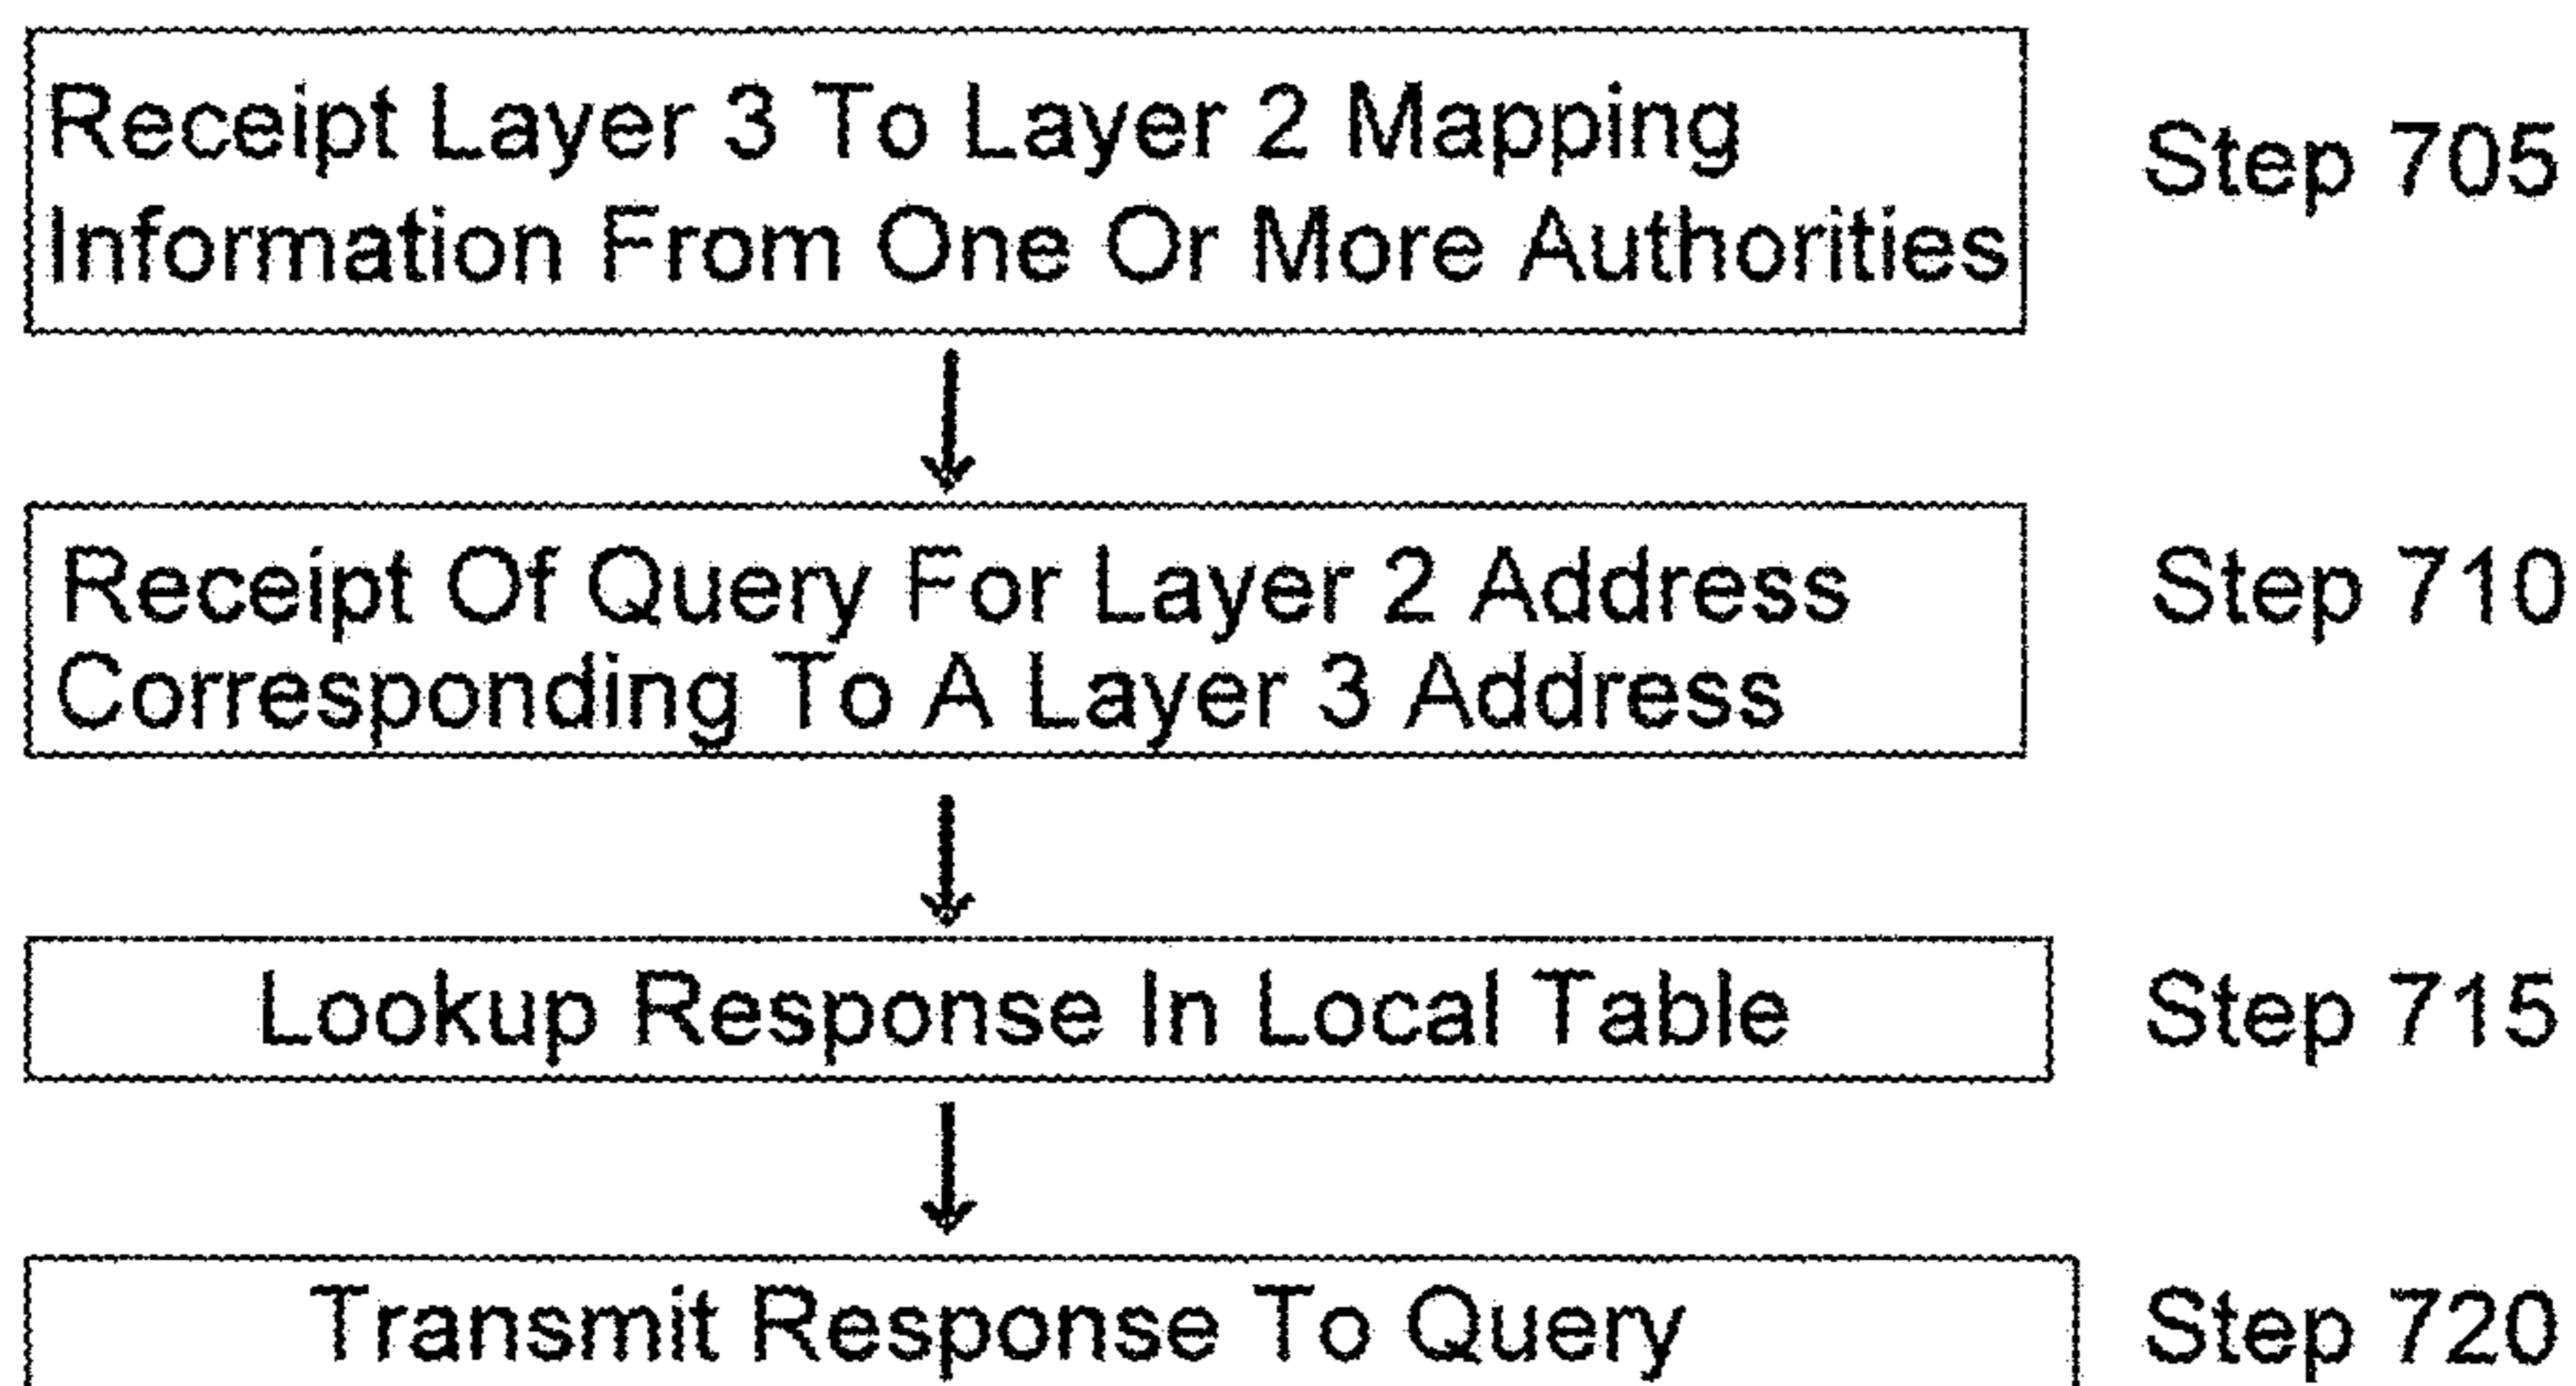 Receipt Layer 3 To Layer 2 Mapping
Information From One Or More Authorities
Step 705
Receipt Of Query For Layer 2 Address
Corresponding To A Layer 3 Address
Step 710
Lookup Response In Local Table
Step 715
Transmit Response To Query
Step 720